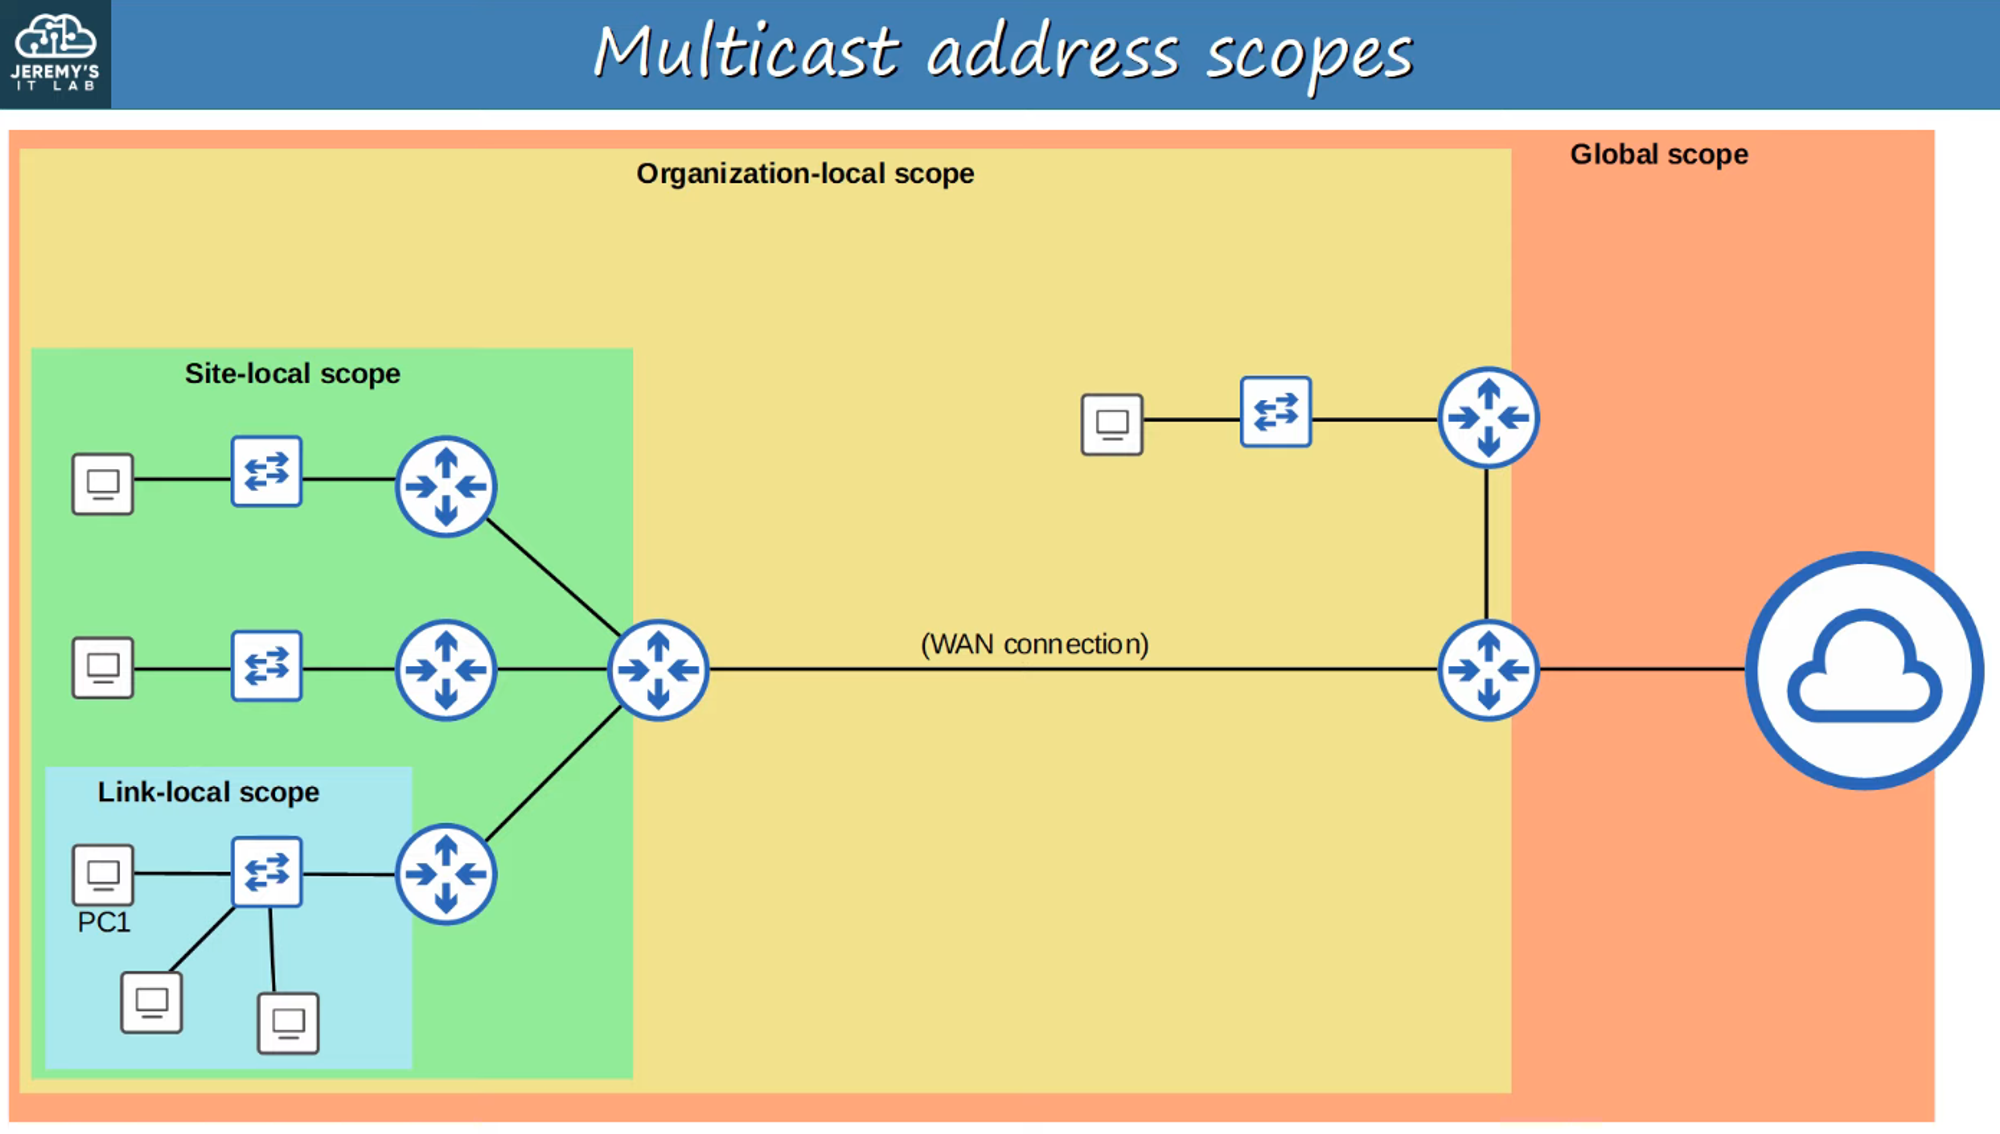 JEREMY'S
IT LAB
Multicast address scopes
Global scope
Organization-local scope
Site-local scope
(WAN connection)
Link-local scope
PC1